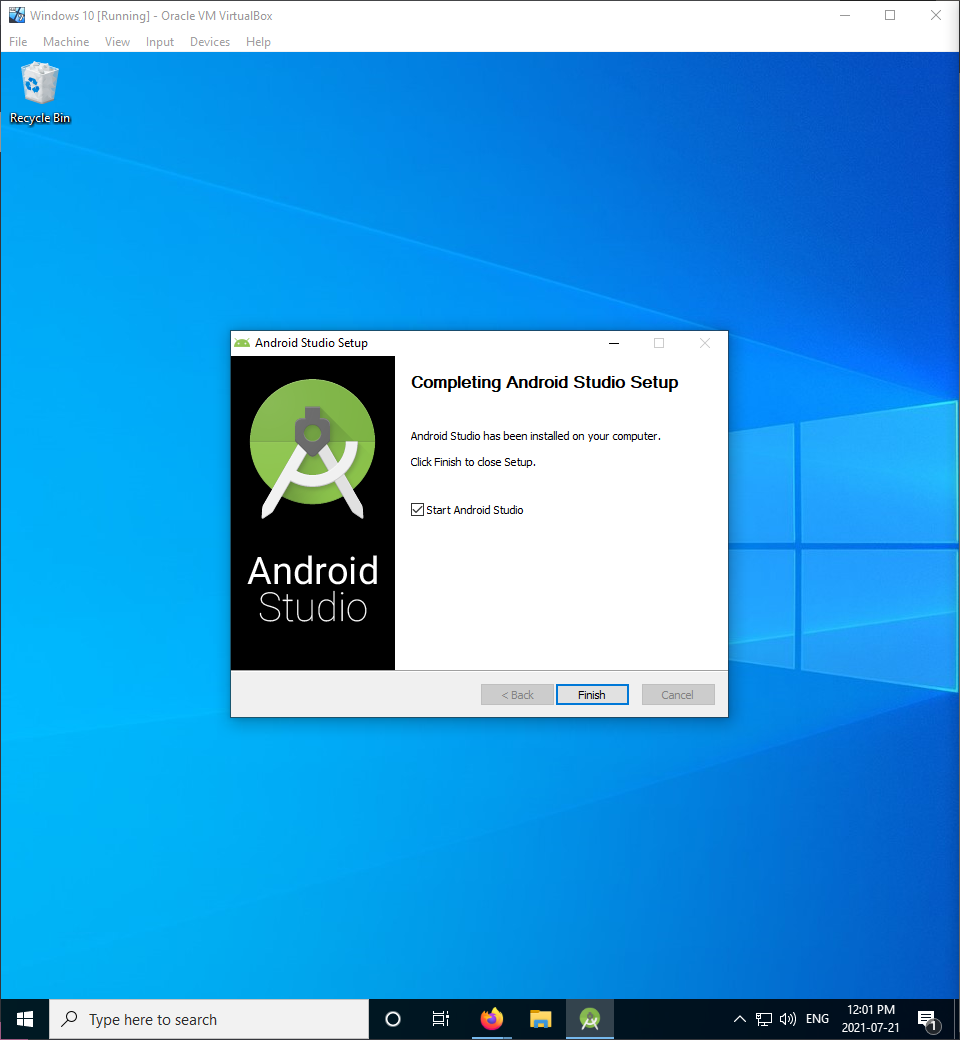 Windows 10 [Running] - Oracle VM VirtualBox
File Machine View Input Devices Help
Recycle Bin
Android Studio Setup
Completing Android Studio Setup
Android Studio has been installed on your computer.
Click Finish to close Setup.
Start Android Studio
Android
Studio
< Back Finish Cancel
Type here to search
ENG
12:01 PM
2021-07-21
1